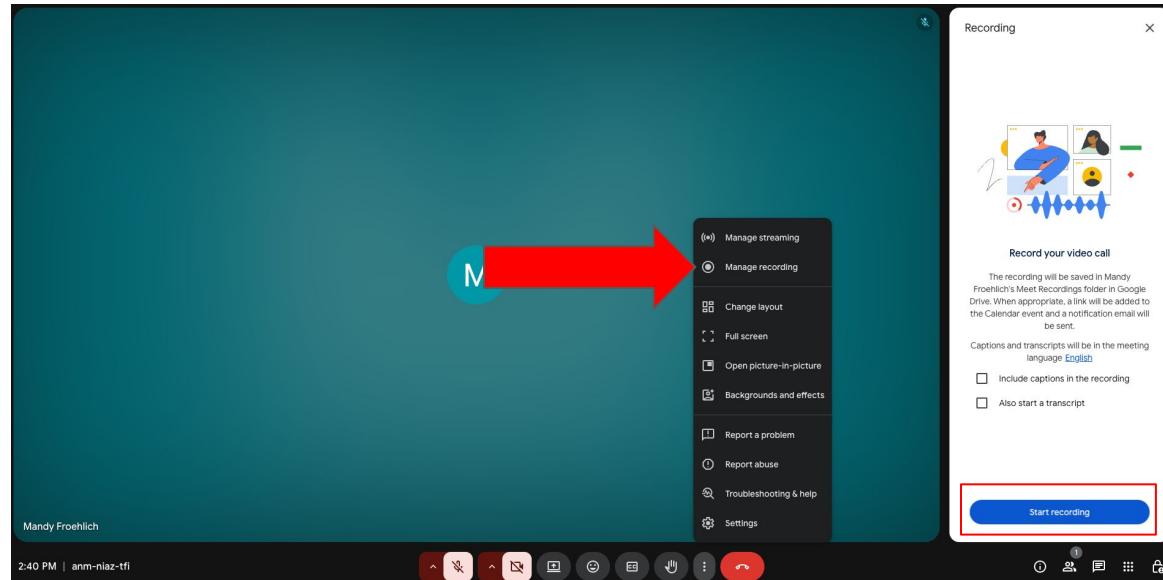 Recording
M
Manage streaming
Manage recording
Change layout
Full screen
Open picture-in-picture
Backgrounds and effects
Report a problem
Report abuse
Troubleshooting & help
Settings
Record your video call
The recording will be saved in Mandy
Froehlich's Meet Recordings folder in Google
Drive. When appropriate, a link will be added to
the Calendar event and a notification email will
be sent.
Captions and transcripts will be in the meeting
language English
Include captions in the recording
Also start a transcript
Start recording
Mandy Froehlich
2:40 PM | anm-niaz-tfi
CC
1